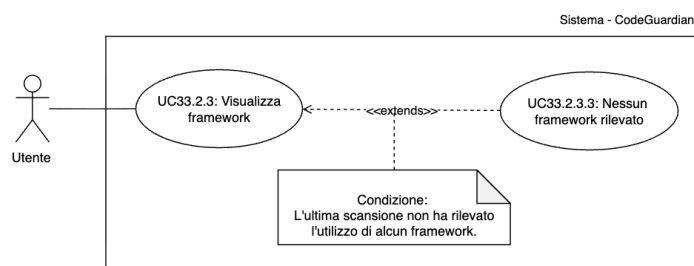 Sistema - CodeGuardian
UC33.2.3: Visualizza
framework
<<extends>>
UC33.2.3.3: Nessun
framework rilevato
Utente
Condizione:
L'ultima scansione non ha rilevato
l'utilizzo di alcun framework.